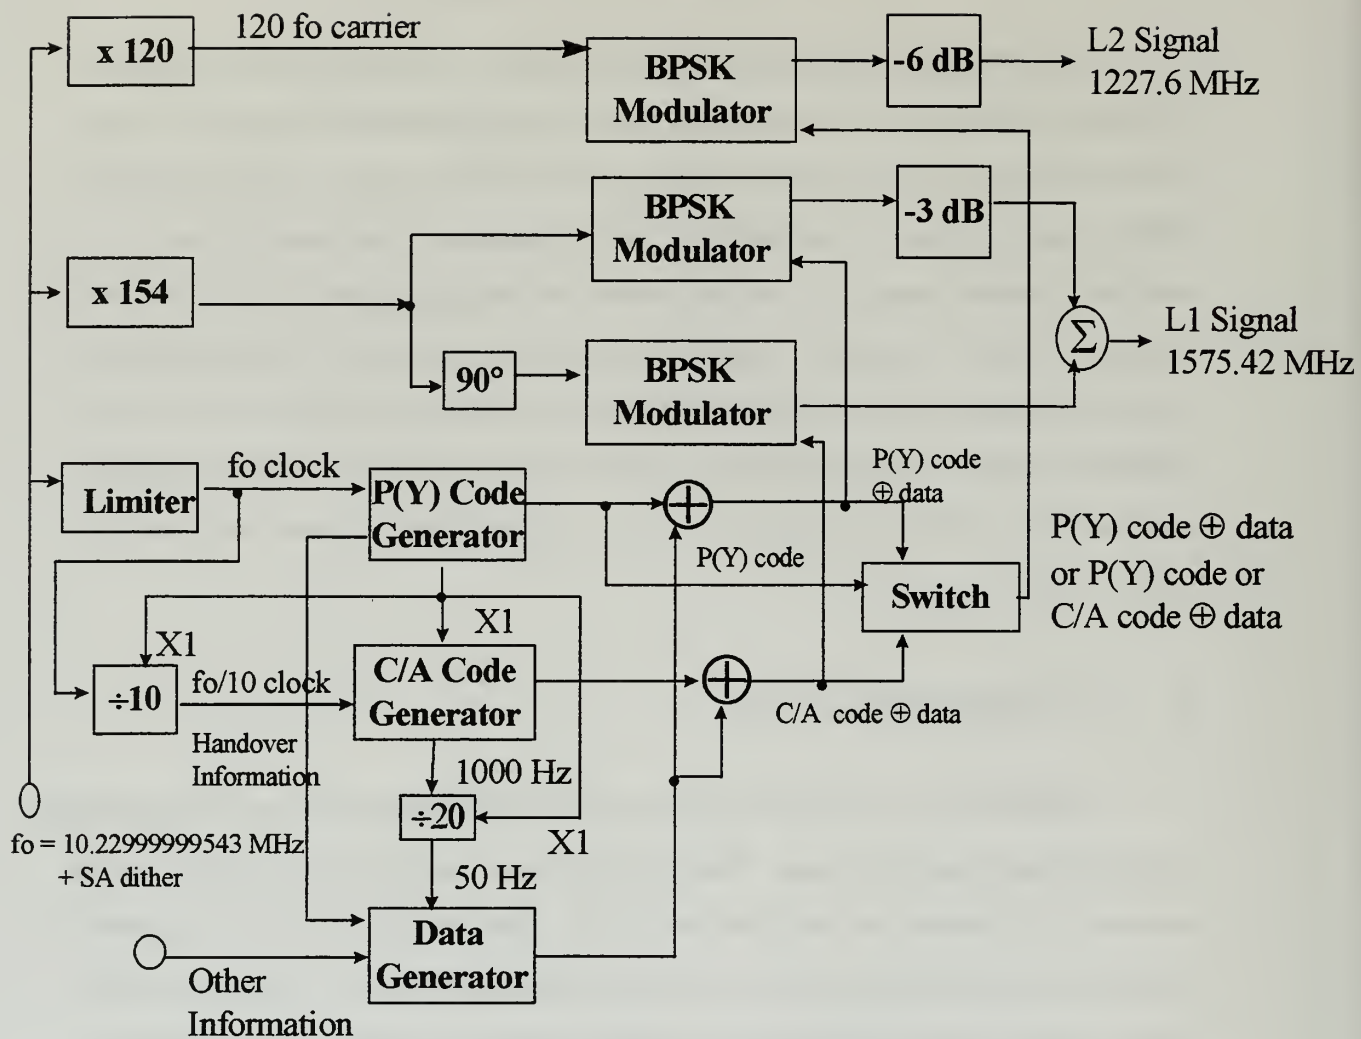 x 120
120 fo carrier
BPSK
Modulator
-6 dB
L2 Signal
1227.6 MHz
BPSK
Modulator
-3 dB
x 154
L1 Signal
1575.42 MHz
Σ
90°
BPSK
Modulator
fo clock
Limiter
P(Y) Code
Generator
P(Y) code
⊕ data
P(Y) code
P(Y) code ⊕ data
or P(Y) code or
C/A code ⊕ data
Switch
X1
X1
÷10
fo/10 clock
C/A Code
Generator
C/A code ⊕ data
Handover
Information
1000 Hz
÷20
X1
fo = 10.22999999543 MHz
+ SA dither
50 Hz
Data
Generator
Other
Information